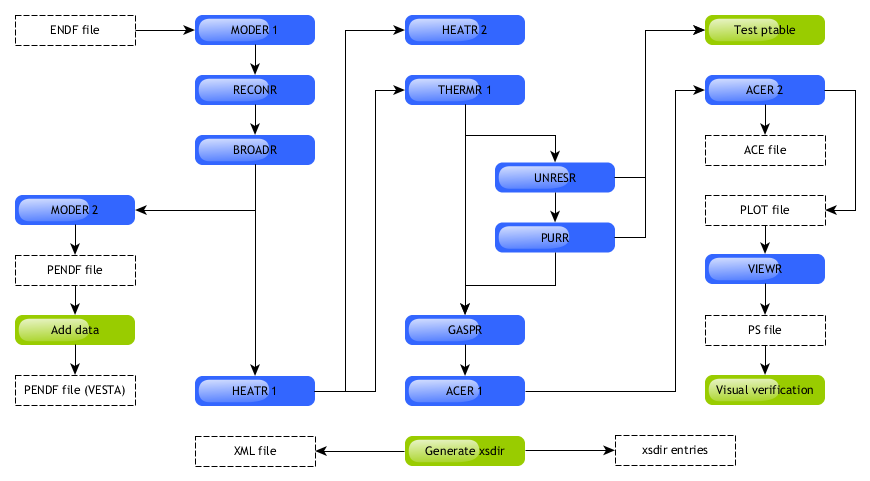 ENDF file
MODER 1
HEATR 2
Test ptable
RECONR
THERMR 1
ACER 2
BROADR
ACE file
UNRESR
MODER 2
PLOT file
PURR
PENDF file
VIEWR
Add data
GASPR
PS file
PENDF file (VESTA)
HEATR 1
ACER 1
Visual verification
XML file
Generate xsdir
xsdir entries